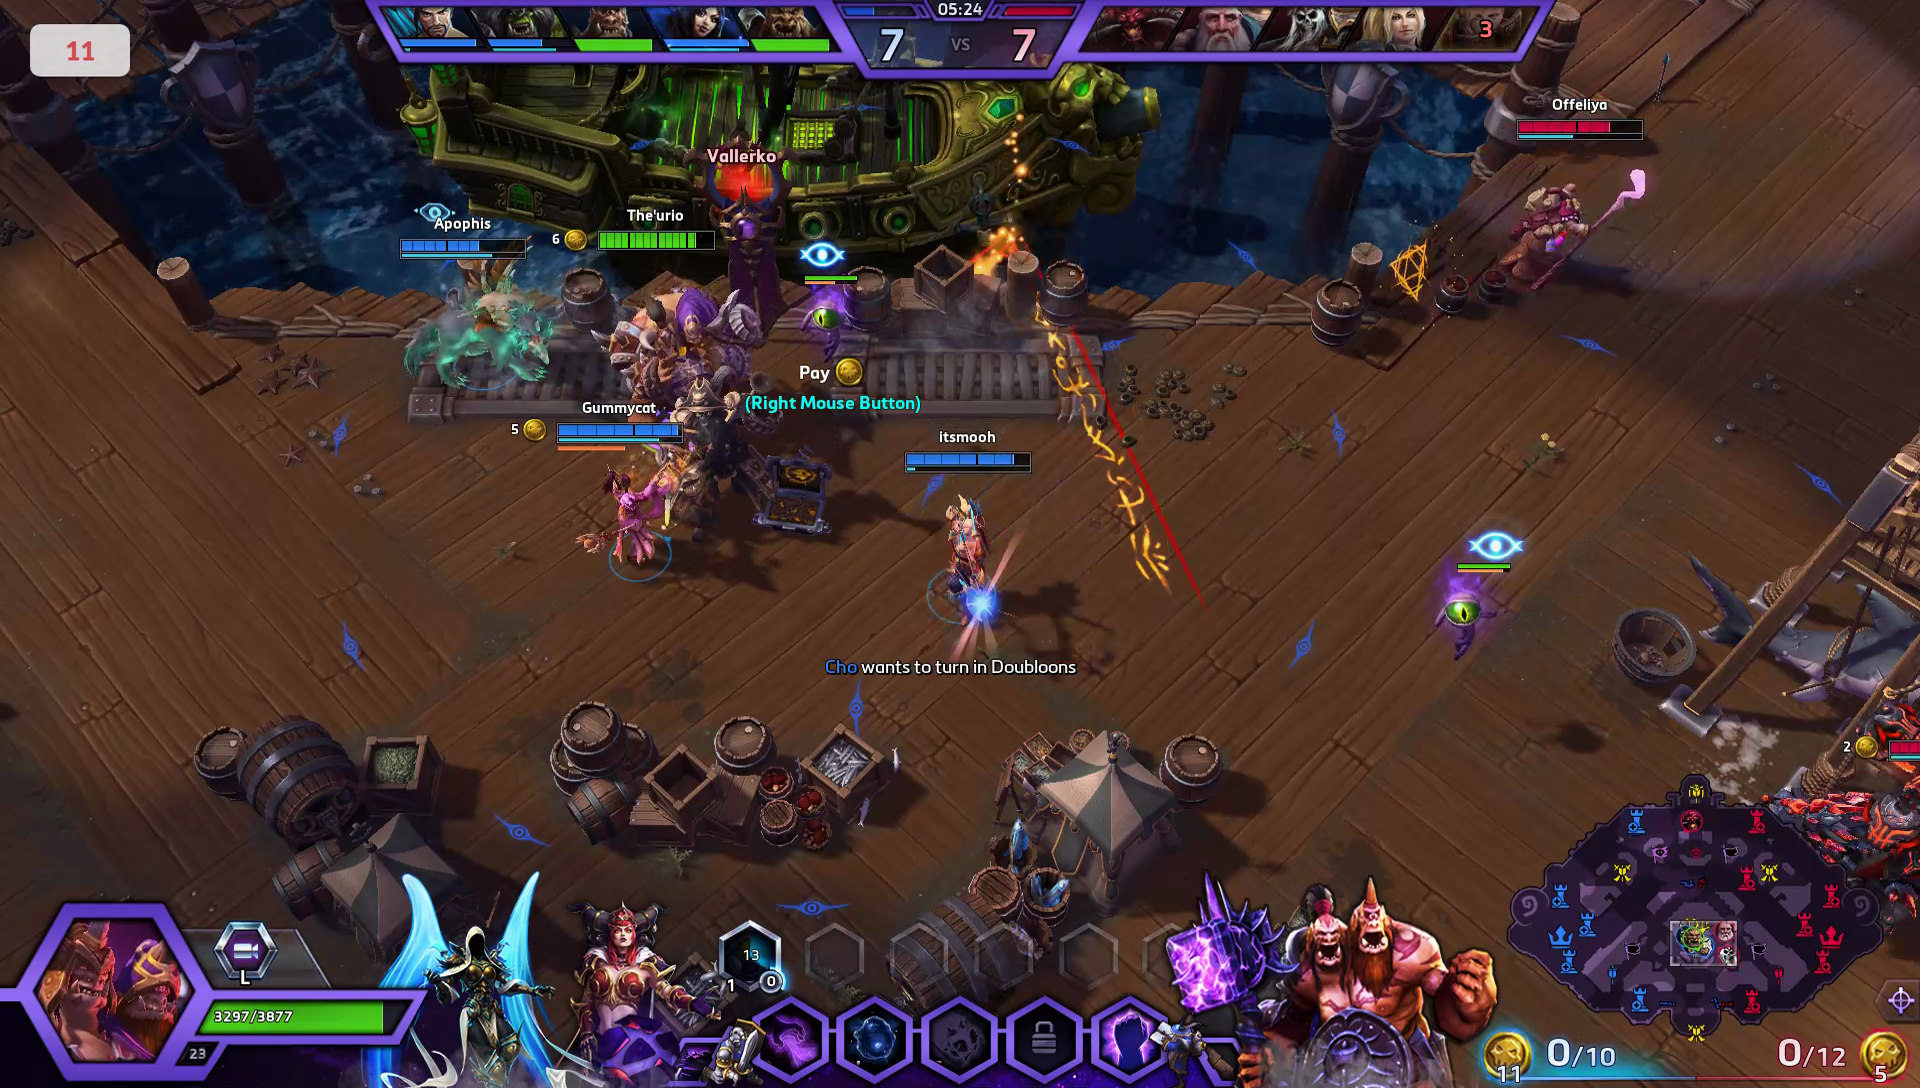 05:24
11
7 VS 7
3
Offeliya
Vallerko
Apophis
The'urio
6
Pay
(Right Mouse Button)
Gummycat
5
itsmooh
Cho wants to turn in Doubloons
2
13
1
0
L
3297/3877
23
0/10
11
0/12
5